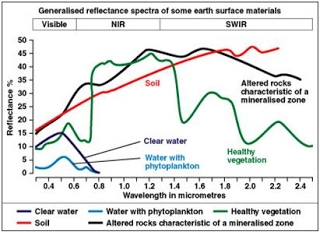 Generalised reflectance spectra of some earth surface materials
Visible NIR SWIR
Reflectance %
50
45
40
35
30
25
20
15
10
5
0
Soil
Altered rocks
characteristic of a
mineralised zone
Clear water
Water with
phytoplankton
Healthy
vegetation
0.4 0.6 0.8 1.0 1.2 1.4 1.6 1.8 2.0 2.2 2.4
Wavelength in micrometres
Clear water Water with phytoplankton Healthy vegetation
Soil Altered rocks characteristic of a mineralised zone